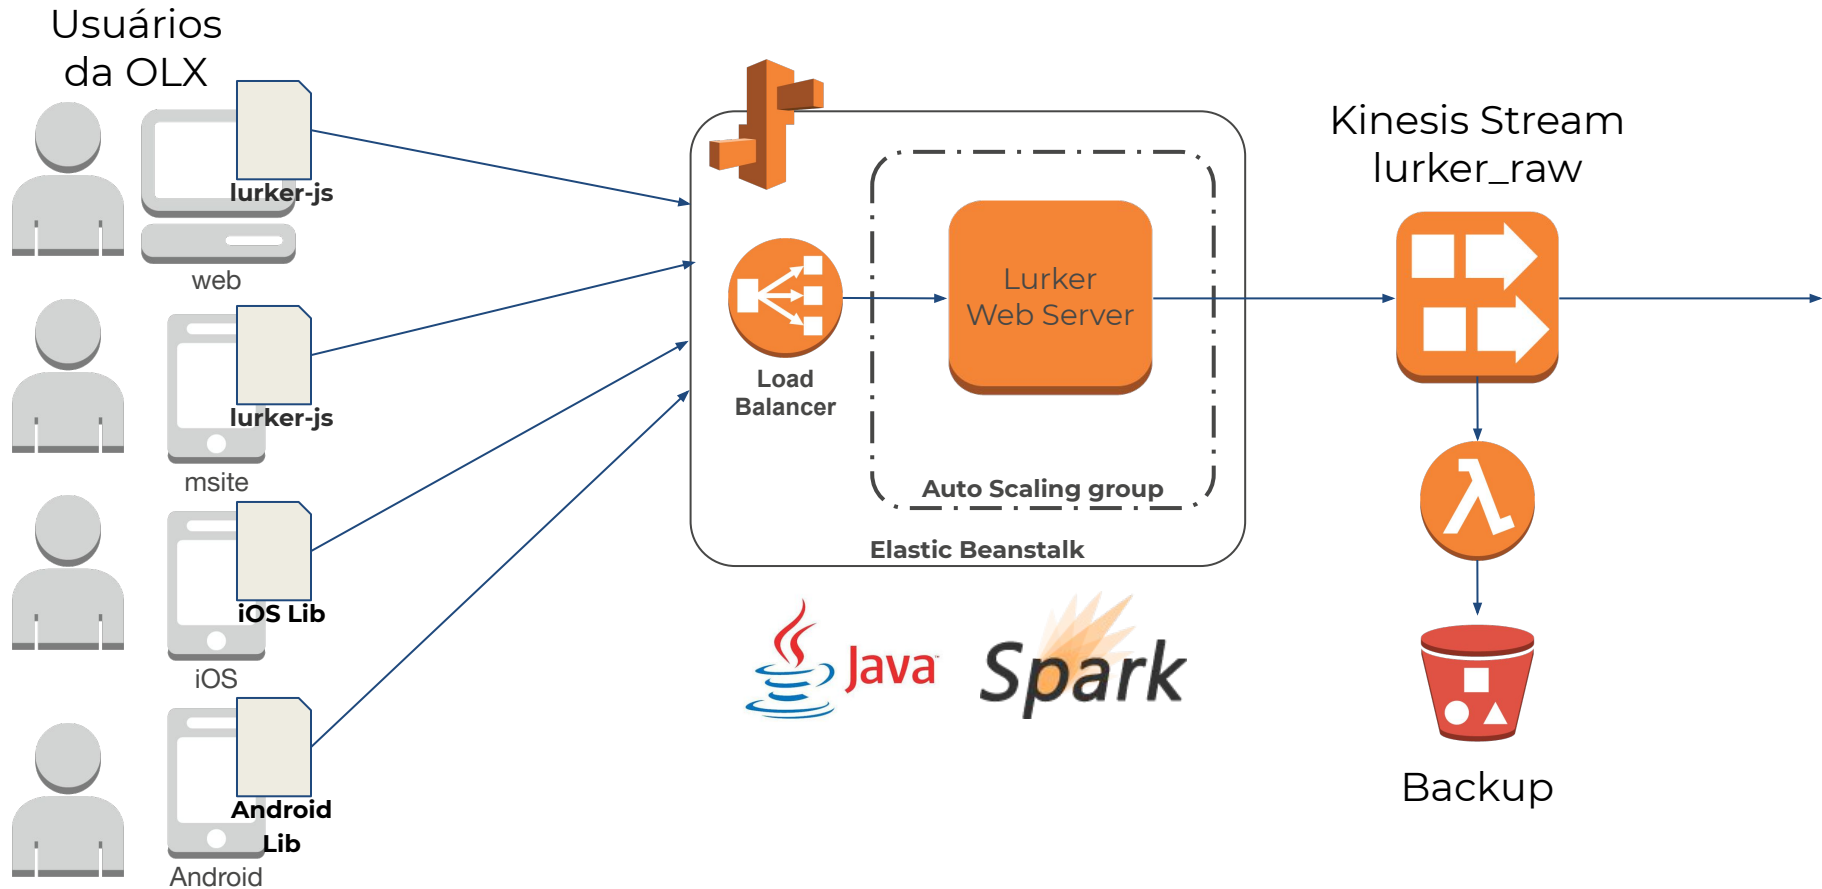 Usuários
da OLX
lurker-js
web
lurker-js
msite
iOS Lib
iOS
Android
Lib
Android
Load
Balancer
Lurker
Web Server
Auto Scaling group
Elastic Beanstalk
Java™
Spark
Kinesis Stream
lurker_raw
λ
Backup